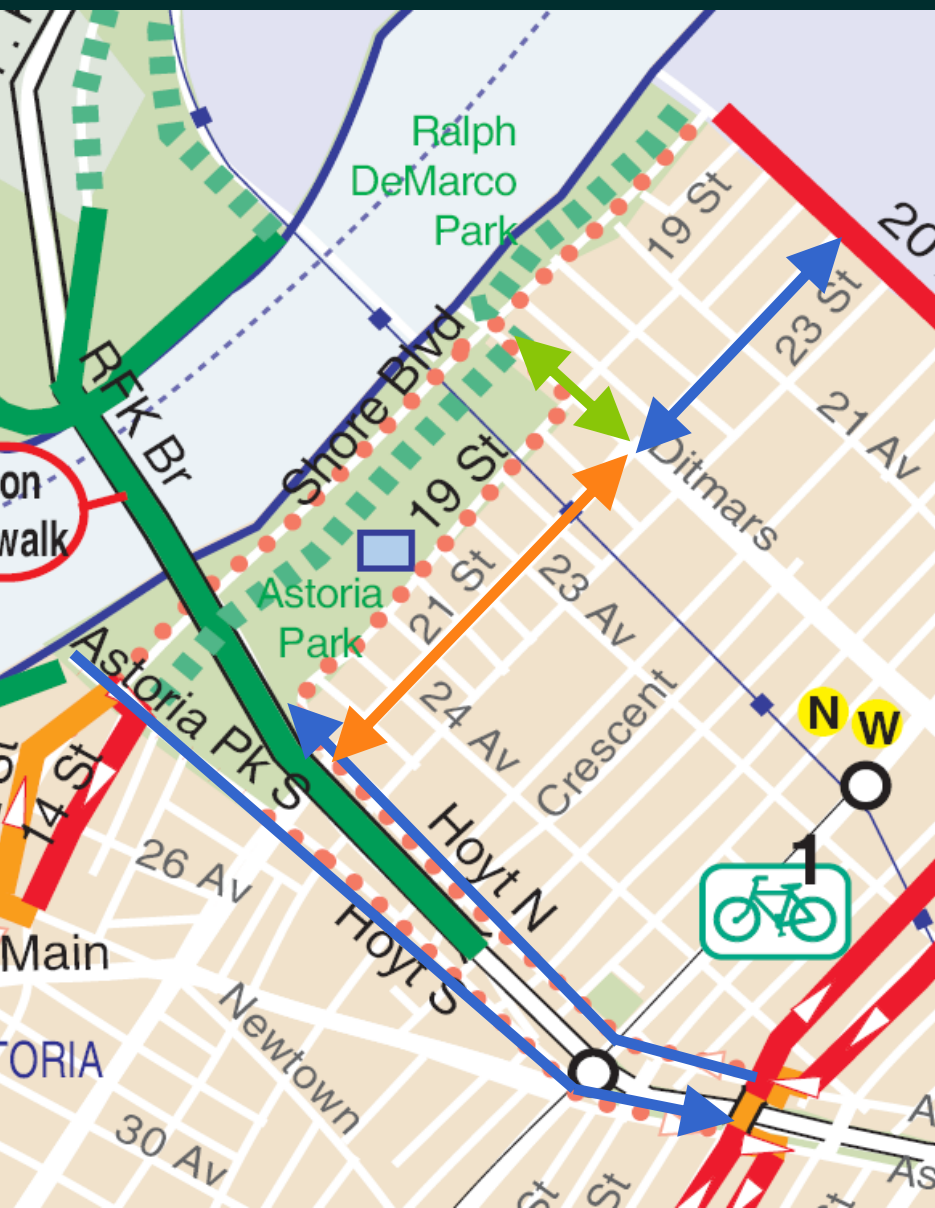 Ralph
DeMarco
Park
19 St
20
23 St
21 Av
Shore Blvd
RFK Br
on
walk
19 St
Ditmars
Astoria
Park
21 St
23 Av
24 Av
Crescent
N W
Astoria Pk S
14 St
26 Av
Hoyt N
Hoyt S
1
Main
TORIA
Newtown
30 Av
St
St
A
As